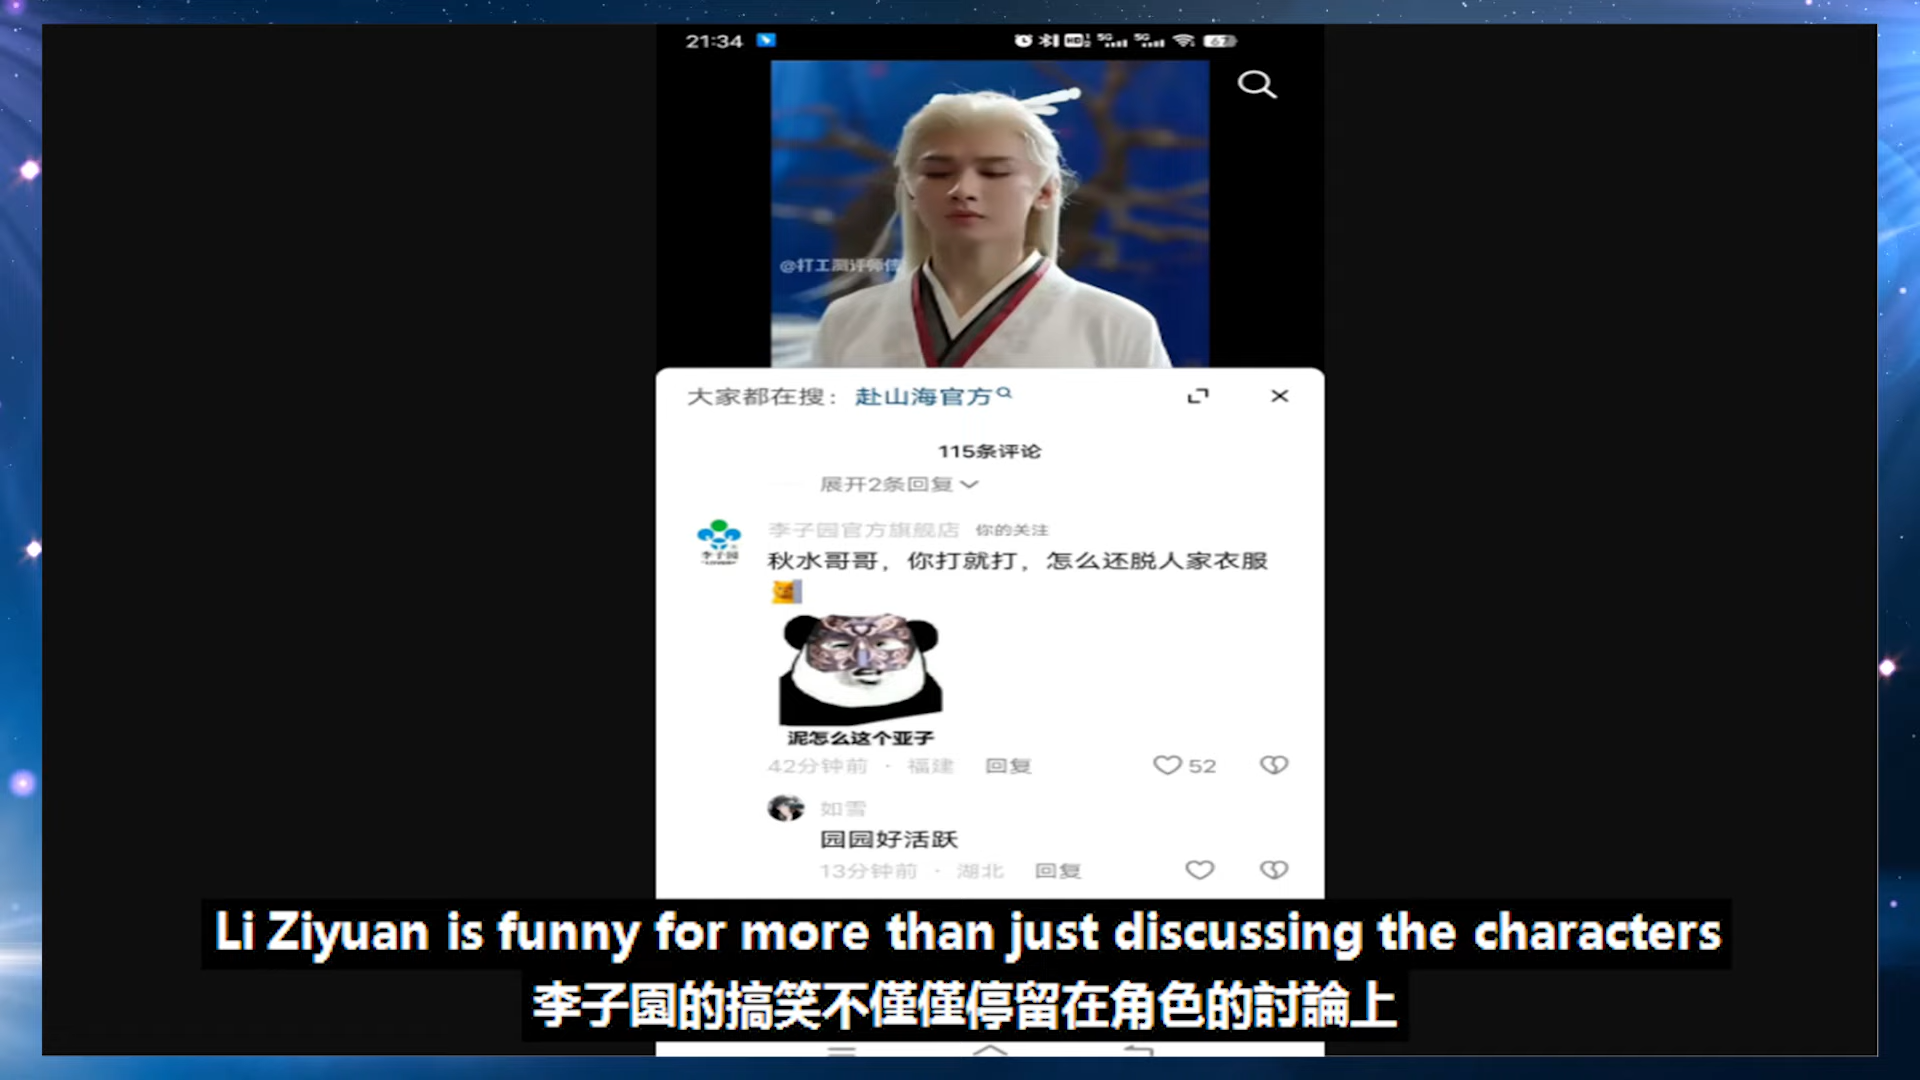 21:34
67
@打工测评师傅
大家都在搜：赴山海官方
115条评论
展开2条回复
李子园官方旗舰店 你的关注
秋水哥哥，你打就打，怎么还脱人家衣服
李子园
泥怎么这个亚子
42分钟前 · 福建 回复 52
如雪
园园好活跃
13分钟前 · 湖北 回复
Li Ziyuan is funny for more than just discussing the characters
李子園的搞笑不僅僅停留在角色的討論上